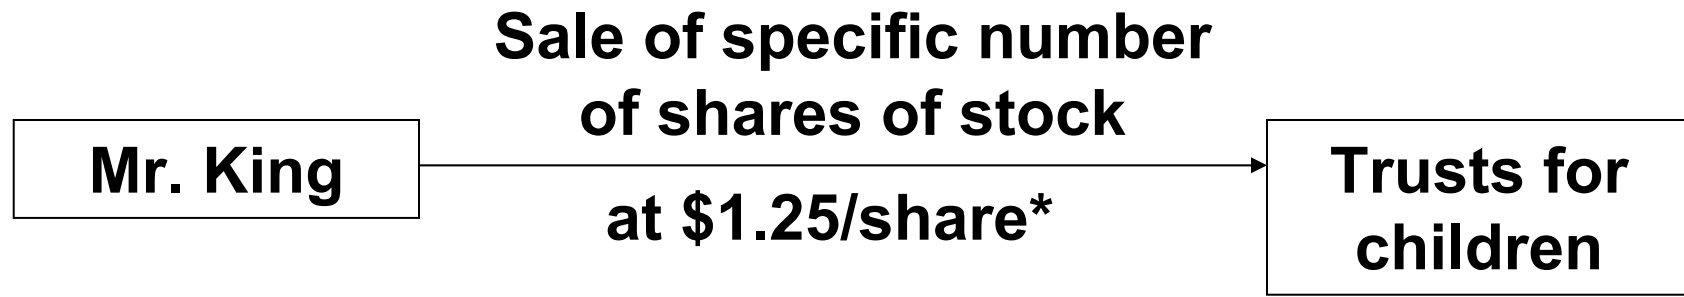 Sale of specific number
of shares of stock
Mr. King
at $1.25/share*
Trusts for
children